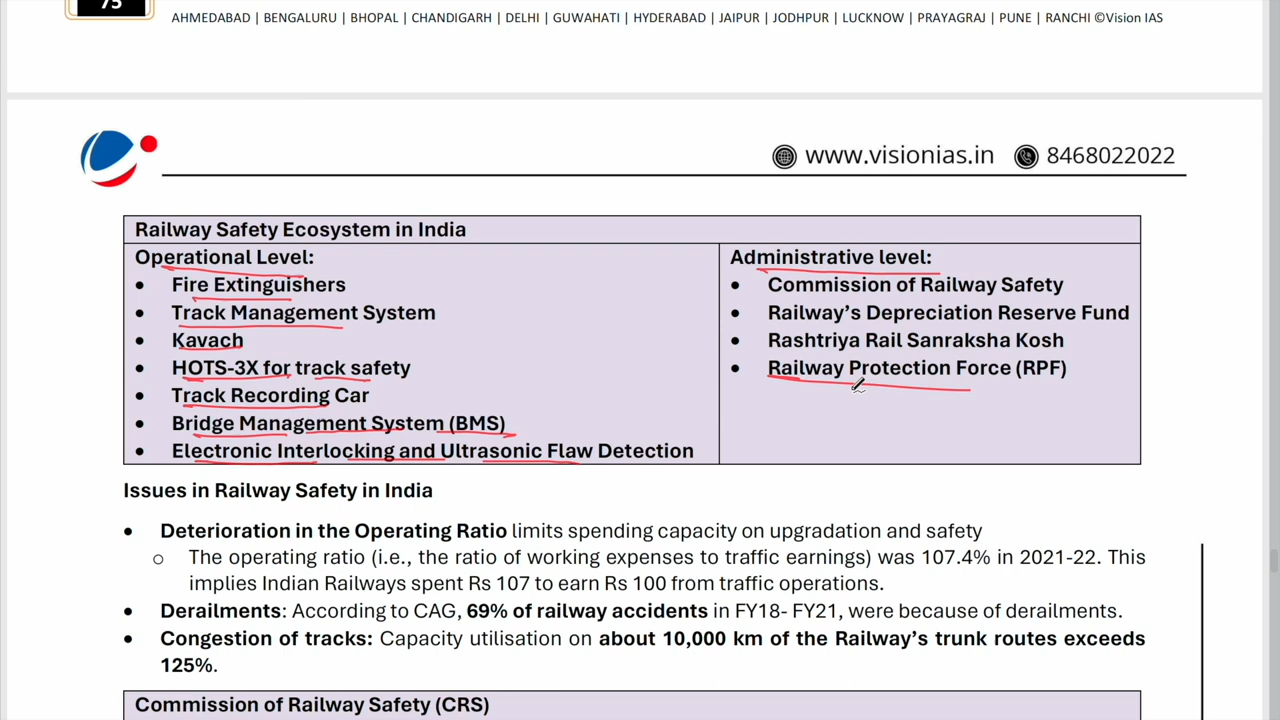 75
AHMEDABAD | BENGALURU | BHOPAL | CHANDIGARH | DELHI | GUWAHATI | HYDERABAD | JAIPUR | JODHPUR | LUCKNOW | PRAYAGRAJ | PUNE | RANCHI ©Vision IAS
www.visionias.in 8468022022
Railway Safety Ecosystem in India
Operational Level:
• Fire Extinguishers
• Track Management System
• Kavach
• HOTS-3X for track safety
• Track Recording Car
• Bridge Management System (BMS)
• Electronic Interlocking and Ultrasonic Flaw Detection
Administrative level:
• Commission of Railway Safety
• Railway’s Depreciation Reserve Fund
• Rashtriya Rail Sanraksha Kosh
• Railway Protection Force (RPF)
Issues in Railway Safety in India
• Deterioration in the Operating Ratio limits spending capacity on upgradation and safety
o The operating ratio (i.e., the ratio of working expenses to traffic earnings) was 107.4% in 2021-22. This
implies Indian Railways spent Rs 107 to earn Rs 100 from traffic operations.
• Derailments: According to CAG, 69% of railway accidents in FY18- FY21, were because of derailments.
• Congestion of tracks: Capacity utilisation on about 10,000 km of the Railway’s trunk routes exceeds
125%.
Commission of Railway Safety (CRS)